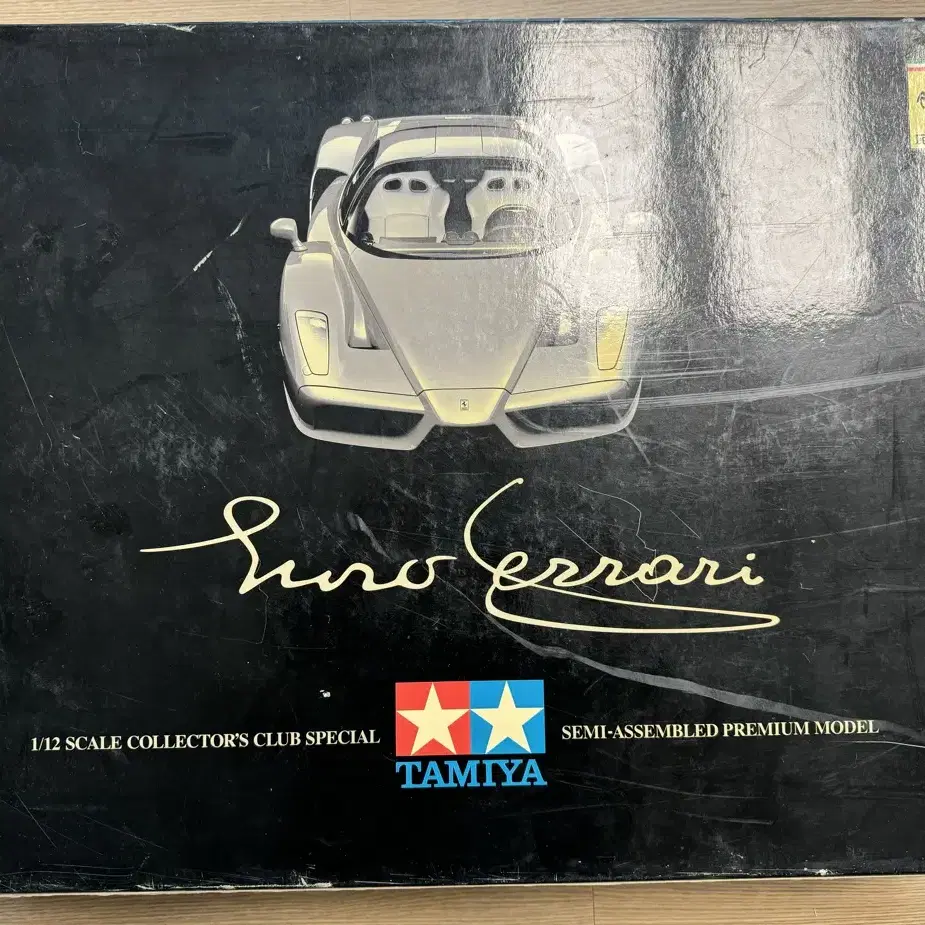 Enzo Ferrari
1/12 SCALE COLLECTOR'S CLUB SPECIAL
TAMIYA
SEMI-ASSEMBLED PREMIUM MODEL